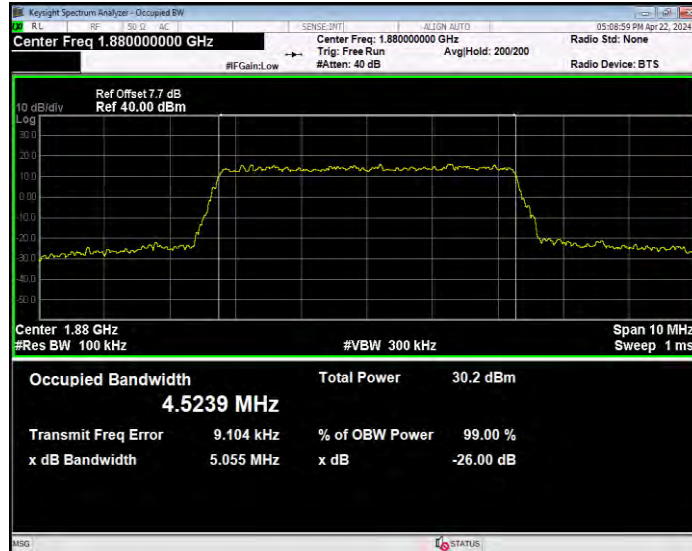 Keysight Spectrum Analyzer - Occupied BW
RL RF 50 Ω AC SENSE:INT ALIGN AUTO 05:08:59 PM Apr 22, 2024
Center Freq 1.880000000 GHz Center Freq: 1.880000000 GHz Radio Std: None
Trig: Free Run Avg|Hold: 200/200
#IFGain:Low #Atten: 40 dB Radio Device: BTS
Ref Offset 7.7 dB
10 dB/div Ref 40.00 dBm
Log
30.0
20.0
10.0
0.00
-10.0
-20.0
-30.0
-40.0
-50.0
Center 1.88 GHz Span 10 MHz
#Res BW 100 kHz #VBW 300 kHz Sweep 1 ms
Occupied Bandwidth Total Power 30.2 dBm
4.5239 MHz
Transmit Freq Error 9.104 kHz % of OBW Power 99.00 %
x dB Bandwidth 5.055 MHz x dB -26.00 dB
MSG STATUS